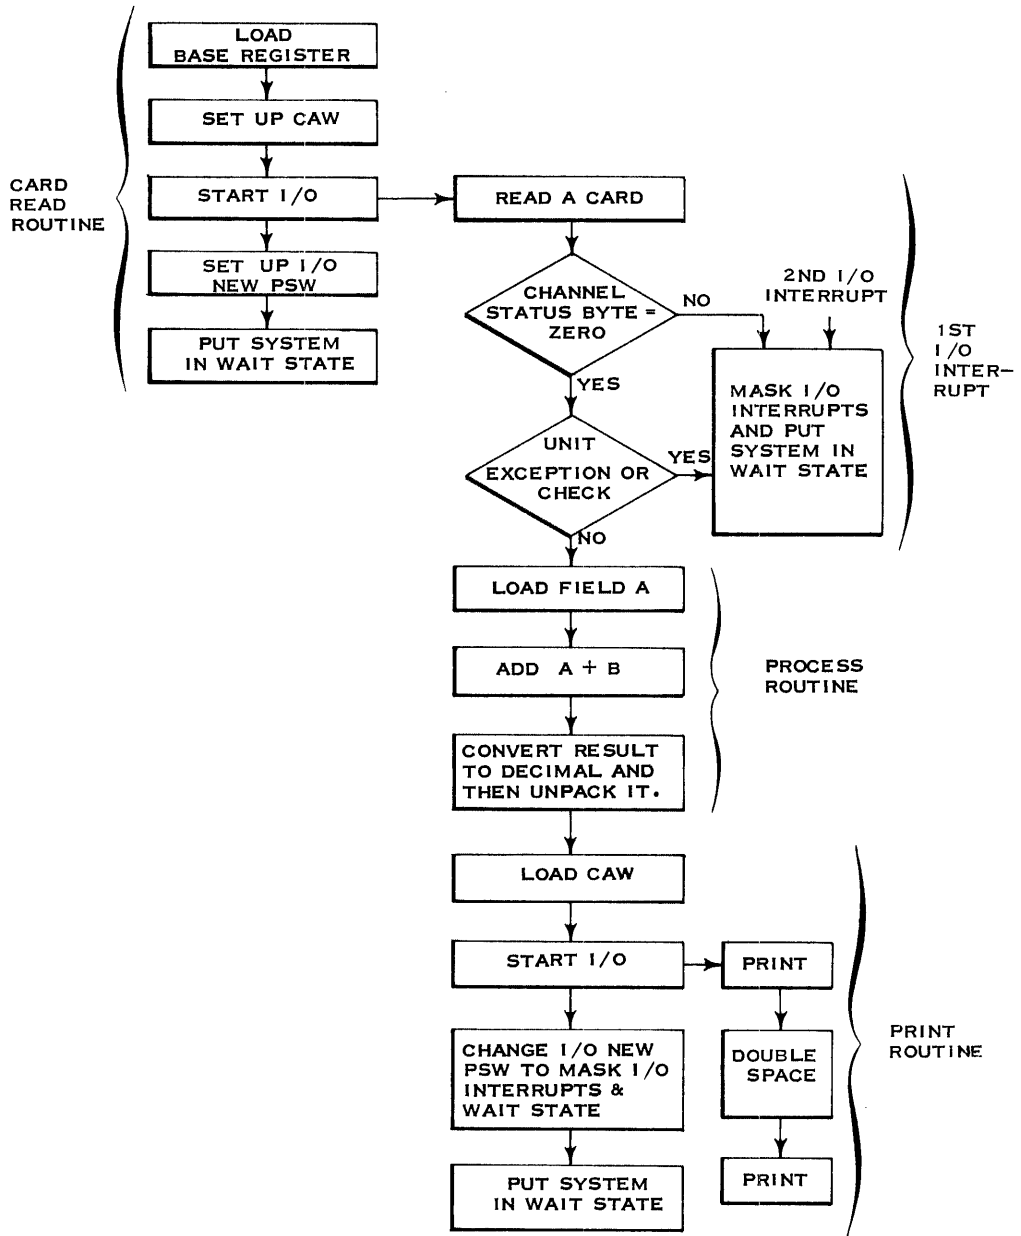 LOAD
BASE REGISTER
SET UP CAW
CARD
READ
ROUTINE
START I/O
SET UP I/O
NEW PSW
PUT SYSTEM
IN WAIT STATE
READ A CARD
CHANNEL
STATUS BYTE =
ZERO
NO
YES
2ND I/O
INTERRUPT
MASK I/O
INTERRUPTS
AND PUT
SYSTEM IN
WAIT STATE
1ST
I/O
INTER-
RUPT
UNIT
EXCEPTION OR
CHECK
YES
NO
LOAD FIELD A
ADD A + B
CONVERT RESULT
TO DECIMAL AND
THEN UNPACK IT.
PROCESS
ROUTINE
LOAD CAW
START I/O
CHANGE I/O NEW
PSW TO MASK I/O
INTERRUPTS &
WAIT STATE
PUT SYSTEM
IN WAIT STATE
PRINT
DOUBLE
SPACE
PRINT
PRINT
ROUTINE